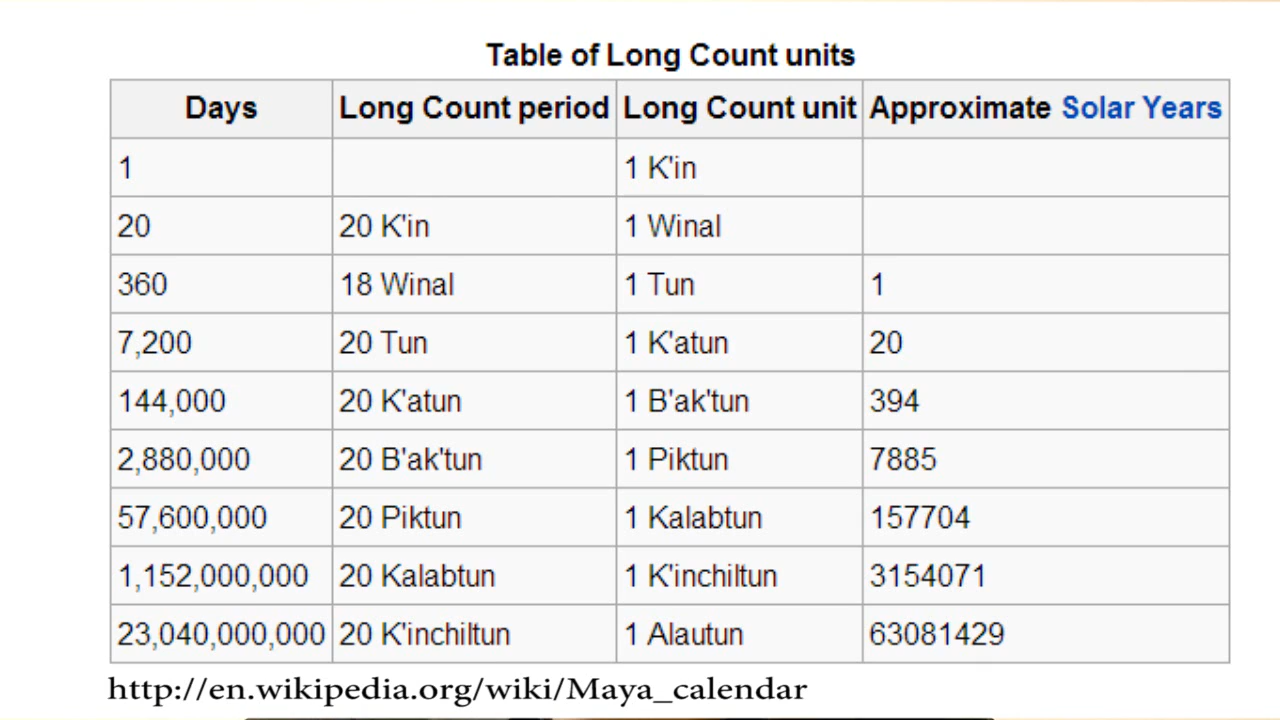 Table of Long Count units
Days Long Count period Long Count unit Approximate Solar Years
1 1 K'in
20 20 K'in 1 Winal
360 18 Winal 1 Tun 1
7,200 20 Tun 1 K'atun 20
144,000 20 K'atun 1 B'ak'tun 394
2,880,000 20 B'ak'tun 1 Piktun 7885
57,600,000 20 Piktun 1 Kalabtun 157704
1,152,000,000 20 Kalabtun 1 K'inchiltun 3154071
23,040,000,000 20 K'inchiltun 1 Alautun 63081429
http://en.wikipedia.org/wiki/Maya_calendar